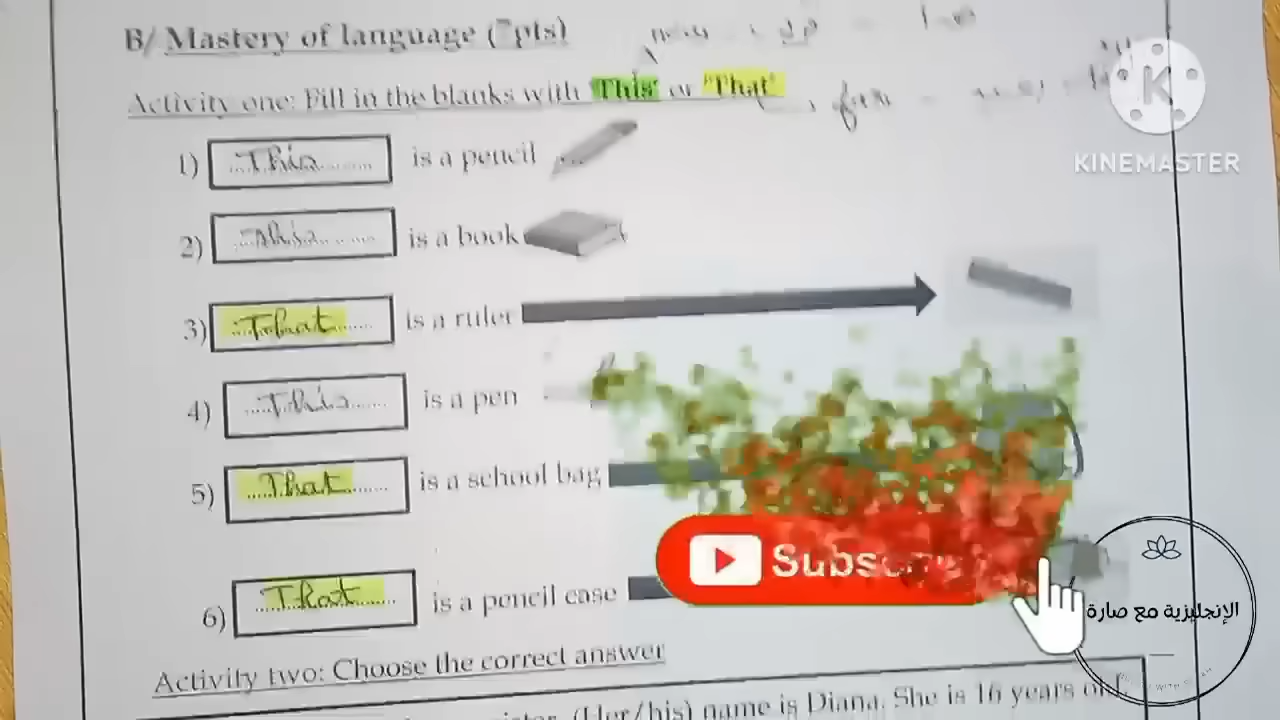 B/ Mastery of language (7pts)
Activity one: Fill in the blanks with 'This' or 'That'
1) This is a pencil
2) this is a book
3) That is a ruler
4) This is a pen
5) That is a school bag
6) That is a pencil case
Activity two: Choose the correct answer
(Her/his) name is Diana. She is 16 years old
KINEMASTER
الإنجليزية مع صارة